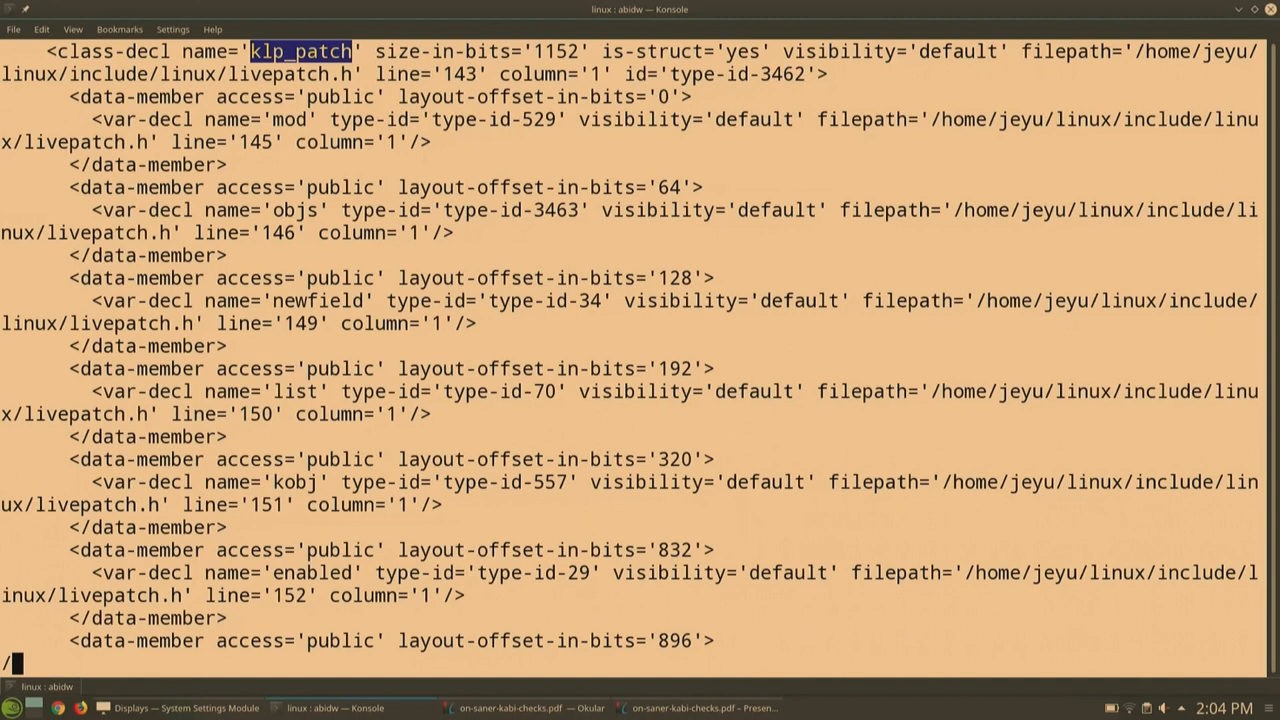 linux : abidw — Konsole
File Edit View Bookmarks Settings Help
<class-decl name='klp_patch' size-in-bits='1152' is-struct='yes' visibility='default' filepath='/home/jeyu/
linux/include/linux/livepatch.h' line='143' column='1' id='type-id-3462'>
<data-member access='public' layout-offset-in-bits='0'>
<var-decl name='mod' type-id='type-id-529' visibility='default' filepath='/home/jeyu/linux/include/linu
x/livepatch.h' line='145' column='1'/>
</data-member>
<data-member access='public' layout-offset-in-bits='64'>
<var-decl name='objs' type-id='type-id-3463' visibility='default' filepath='/home/jeyu/linux/include/li
nux/livepatch.h' line='146' column='1'/>
</data-member>
<data-member access='public' layout-offset-in-bits='128'>
<var-decl name='newfield' type-id='type-id-34' visibility='default' filepath='/home/jeyu/linux/include/
linux/livepatch.h' line='149' column='1'/>
</data-member>
<data-member access='public' layout-offset-in-bits='192'>
<var-decl name='list' type-id='type-id-70' visibility='default' filepath='/home/jeyu/linux/include/linu
x/livepatch.h' line='150' column='1'/>
</data-member>
<data-member access='public' layout-offset-in-bits='320'>
<var-decl name='kobj' type-id='type-id-557' visibility='default' filepath='/home/jeyu/linux/include/lin
ux/livepatch.h' line='151' column='1'/>
</data-member>
<data-member access='public' layout-offset-in-bits='832'>
<var-decl name='enabled' type-id='type-id-29' visibility='default' filepath='/home/jeyu/linux/include/l
inux/livepatch.h' line='152' column='1'/>
</data-member>
<data-member access='public' layout-offset-in-bits='896'>
/
linux : abidw
Displays — System Settings Module linux : abidw — Konsole on-saner-kabi-checks.pdf — Okular on-saner-kabi-checks.pdf – Presen... 2:04 PM